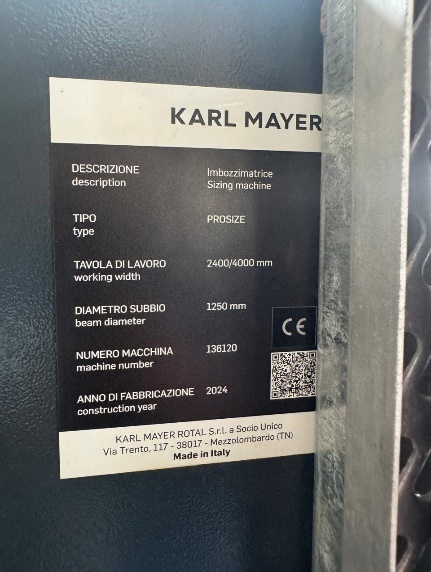 KARL MAYER
DESCRIZIONE Imbozzimatrice
description Sizing machine
TIPO PROSIZE
type
TAVOLA DI LAVORO 2400/4000 mm
working width
DIAMETRO SUBBIO 1250 mm
beam diameter
CE
NUMERO MACCHINA 136120
machine number
ANNO DI FABBRICAZIONE 2024
construction year
KARL MAYER ROTAL S.r.l. a Socio Unico
Via Trento, 117 - 38017 - Mezzolombardo (TN)
Made in Italy